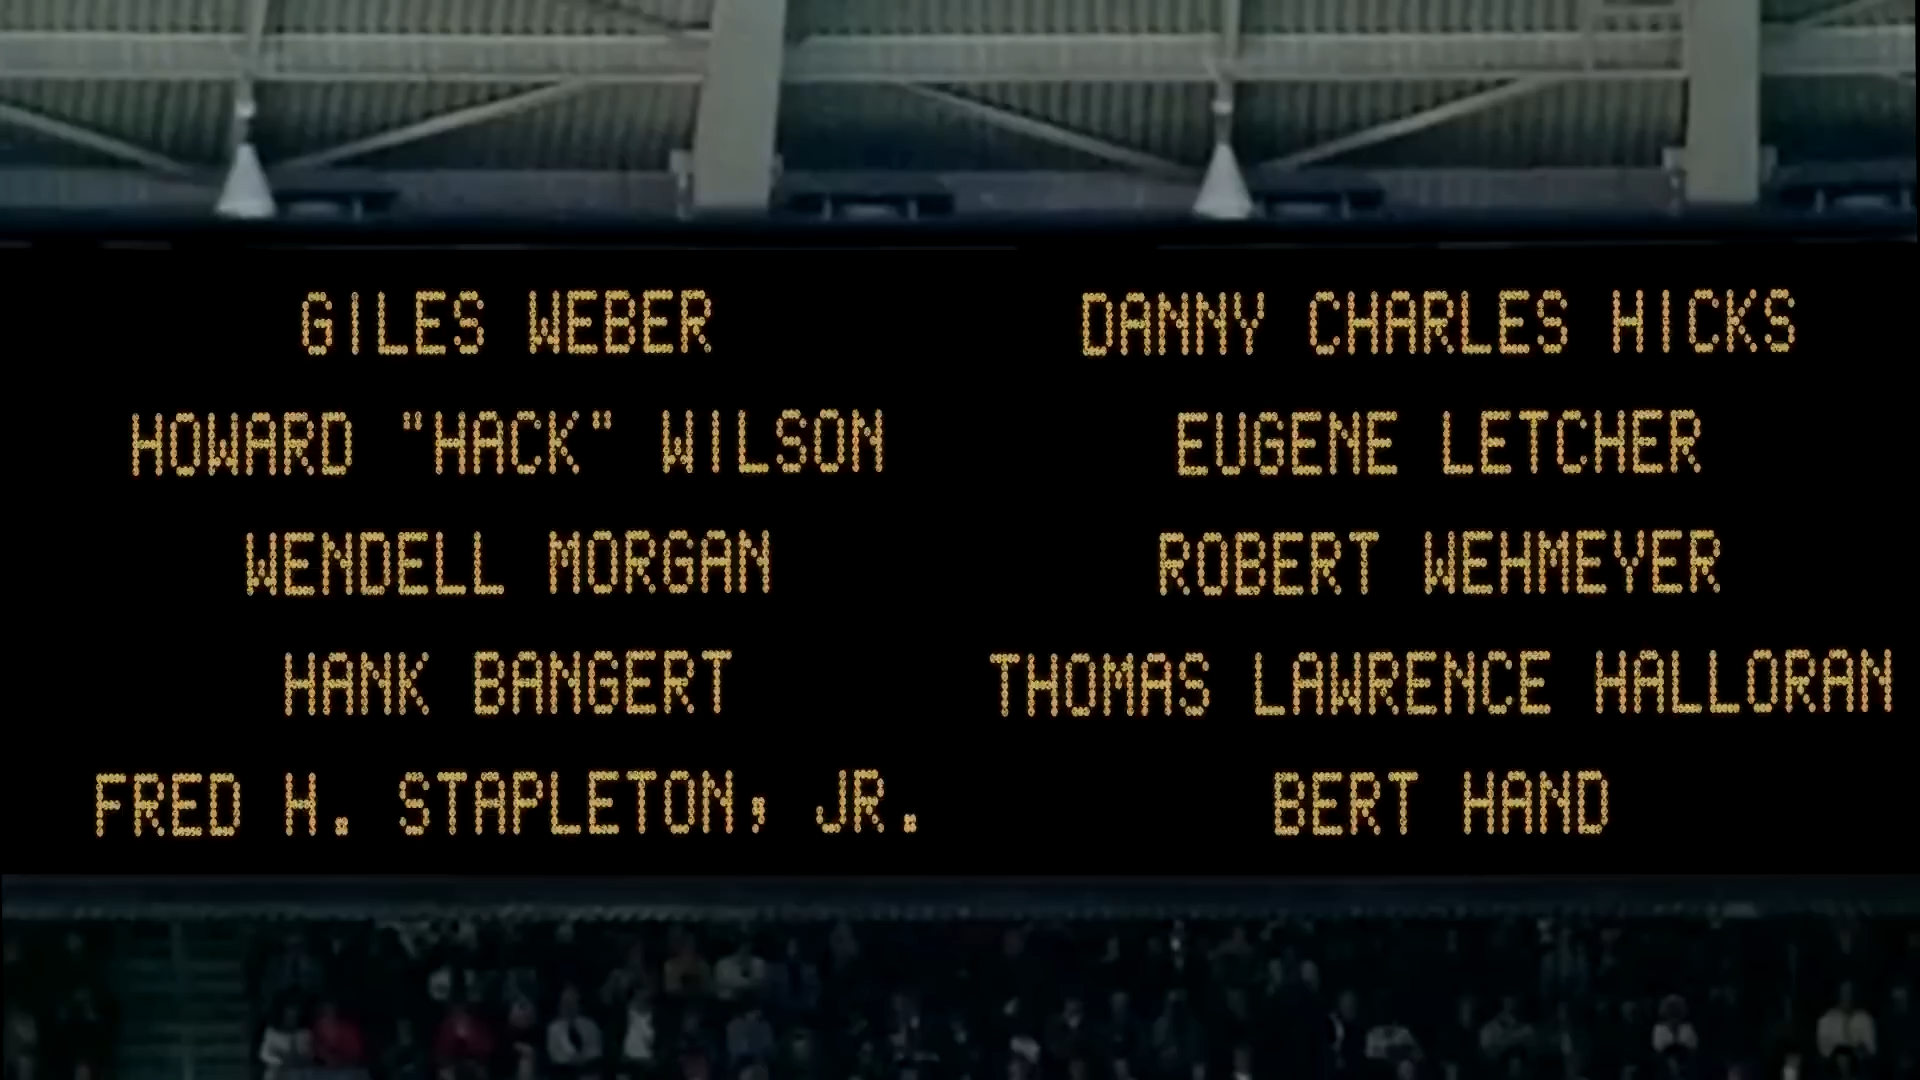 GILES WEBER
HOWARD "HACK" WILSON
WENDELL MORGAN
HANK BANGERT
FRED H. STAPLETON, JR.
DANNY CHARLES HICKS
EUGENE LETCHER
ROBERT WEHMEYER
THOMAS LAWRENCE HALLORAN
BERT HAND